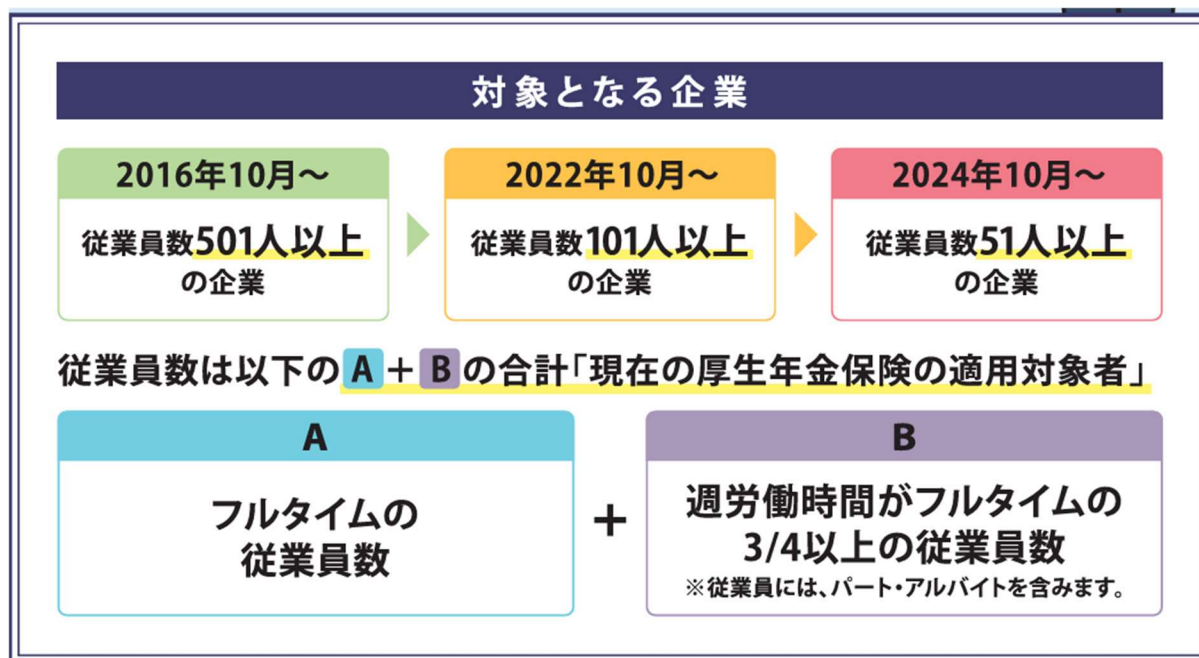 対象となる企業
2016年10月～
従業員数501人以上
の企業
2022年10月～
従業員数101人以上
の企業
2024年10月～
従業員数51人以上
の企業
従業員数は以下のA＋Bの合計「現在の厚生年金保険の適用対象者」
A
フルタイムの
従業員数
＋
B
週労働時間がフルタイムの
3/4以上の従業員数
※従業員には、パート・アルバイトを含みます。